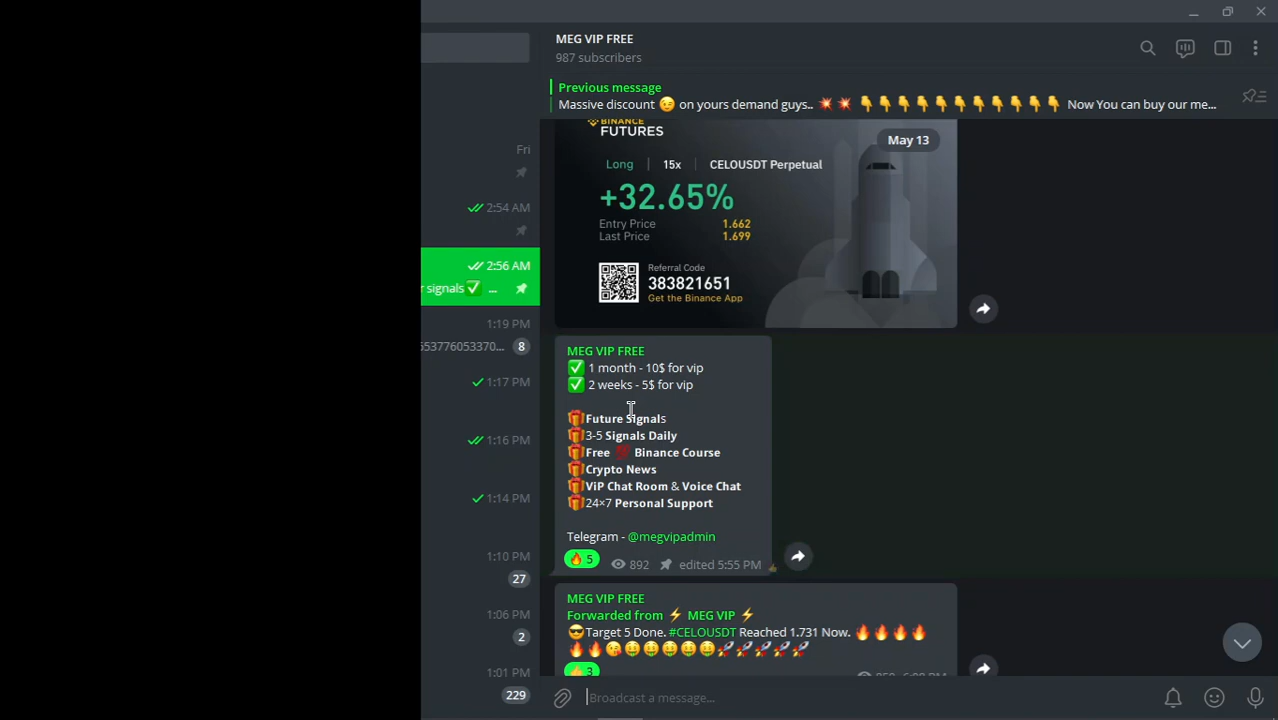 MEG VIP FREE
987 subscribers
Previous message
Massive discount 😉 on yours demand guys.. 💥 💥 👇👇👇👇👇👇👇👇👇👇👇 Now You can buy our me...
Fri
2:54 AM
2:56 AM
r signals✅ ...
1:19 PM
653776053370... 8
1:17 PM
1:16 PM
1:14 PM
1:10 PM
27
1:06 PM
2
1:01 PM
229
BINANCE
FUTURES
May 13
Long | 15x | CELOUSDT Perpetual
+32.65%
Entry Price 1.662
Last Price 1.699
Referral Code
383821651
Get the Binance App
MEG VIP FREE
✅ 1 month - 10$ for vip
✅ 2 weeks - 5$ for vip
🎁Future Signals
🎁3-5 Signals Daily
🎁Free 💯 Binance Course
🎁Crypto News
🎁ViP Chat Room & Voice Chat
🎁24×7 Personal Support
Telegram - @megvipadmin
🔥 5 892 edited 5:55 PM
MEG VIP FREE
Forwarded from ⚡ MEG VIP ⚡
😎Target 5 Done. #CELOUSDT Reached 1.731 Now. 🔥🔥🔥🔥
🔥🔥😘🤑🤑🤑🤑🤑🚀🚀🚀🚀🚀
👍 3
Broadcast a message...